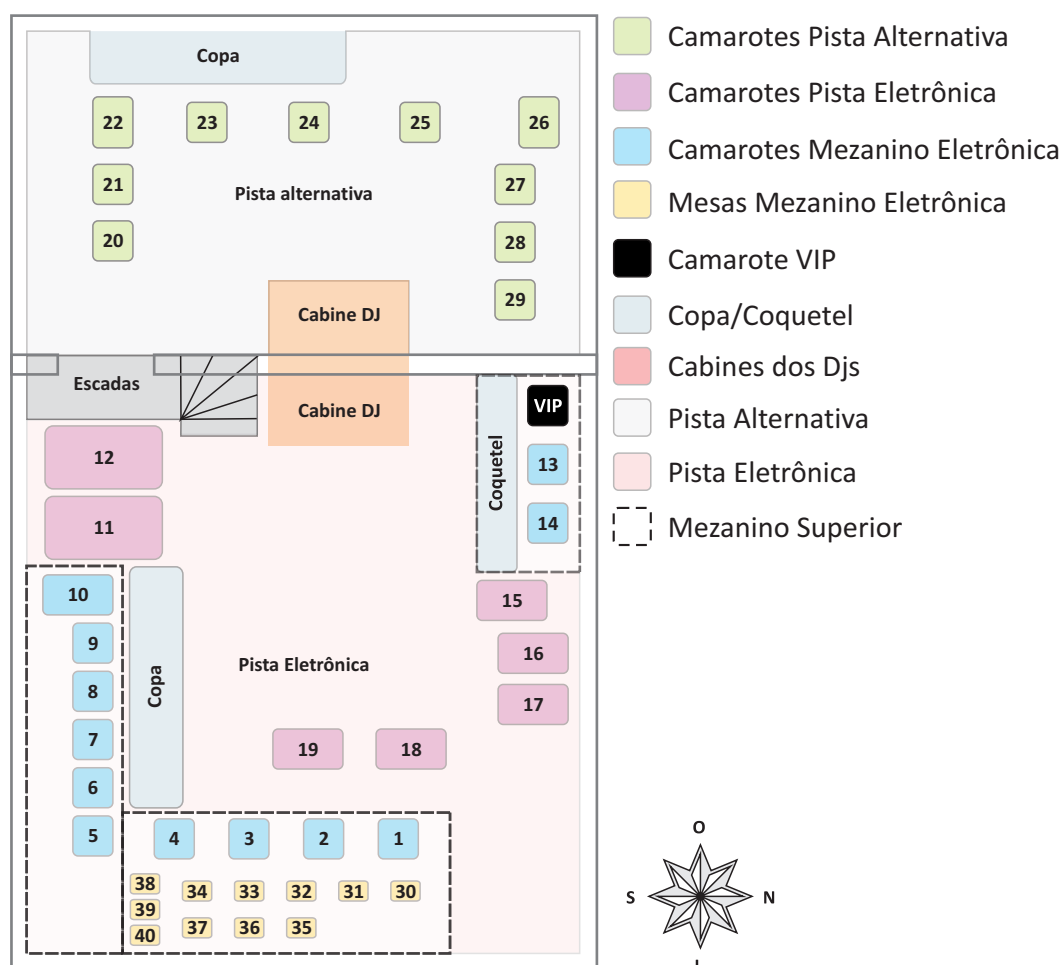 Copa
22 23 24 25 26
21 Pista alternativa 27
20 28
Cabine DJ 29
Escadas
Cabine DJ
VIP
Coquetel
13
14
12
11
10
9
8
7
6
5
Copa
Pista Eletrônica
15
16
17
19 18
4 3 2 1
38 34 33 32 31 30
39
40 37 36 35
Camarotes Pista Alternativa
Camarotes Pista Eletrônica
Camarotes Mezanino Eletrônica
Mesas Mezanino Eletrônica
Camarote VIP
Copa/Coquetel
Cabines dos Djs
Pista Alternativa
Pista Eletrônica
Mezanino Superior
O
S N